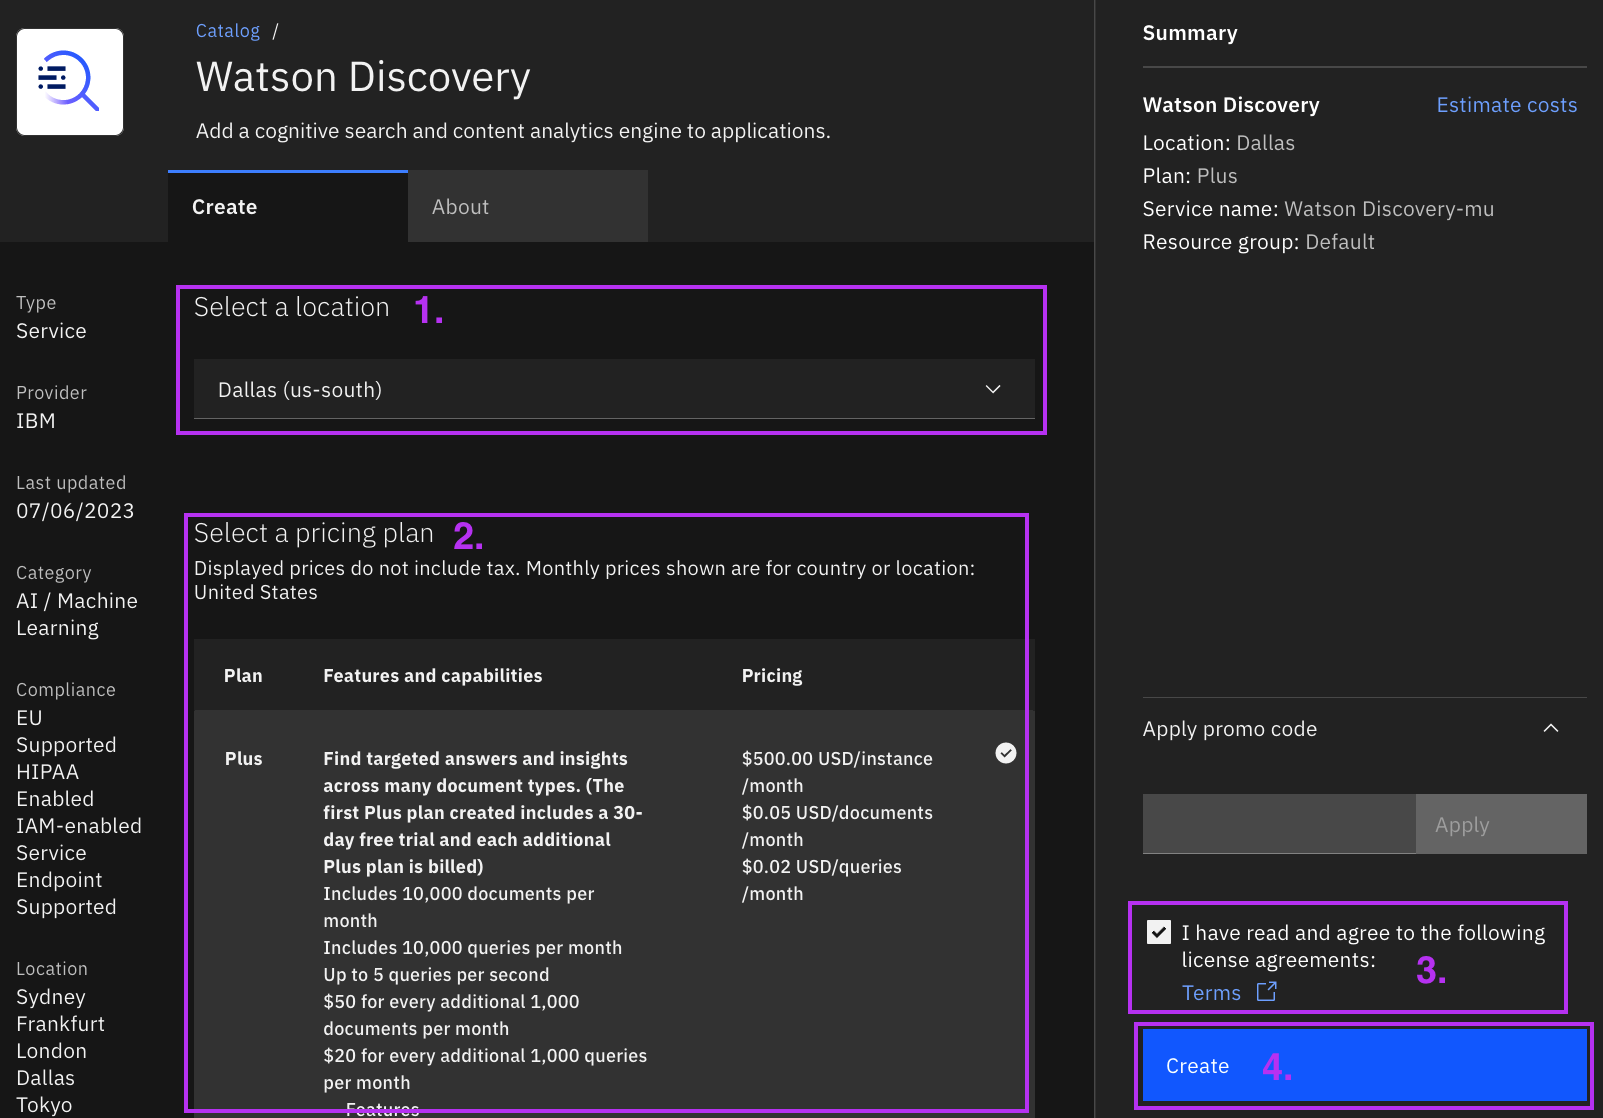 Catalog /
Watson Discovery
Add a cognitive search and content analytics engine to applications.
Create
About
Type
Service
Provider
IBM
Last updated
07/06/2023
Category
AI / Machine
Learning
Compliance
EU
Supported
HIPAA
Enabled
IAM-enabled
Service
Endpoint
Supported
Location
Sydney
Frankfurt
London
Dallas
Tokyo
Select a location 1.
Dallas (us-south)
Select a pricing plan 2.
Displayed prices do not include tax. Monthly prices shown are for country or location:
United States
Plan Features and capabilities Pricing
Plus
Find targeted answers and insights
across many document types. (The
first Plus plan created includes a 30-
day free trial and each additional
Plus plan is billed)
Includes 10,000 documents per
month
Includes 10,000 queries per month
Up to 5 queries per second
$50 for every additional 1,000
documents per month
$20 for every additional 1,000 queries
per month
Features
$500.00 USD/instance
/month
$0.05 USD/documents
/month
$0.02 USD/queries
/month
Summary
Watson Discovery Estimate costs
Location: Dallas
Plan: Plus
Service name: Watson Discovery-mu
Resource group: Default
Apply promo code
Apply
I have read and agree to the following
license agreements: 3.
Terms
Create 4.